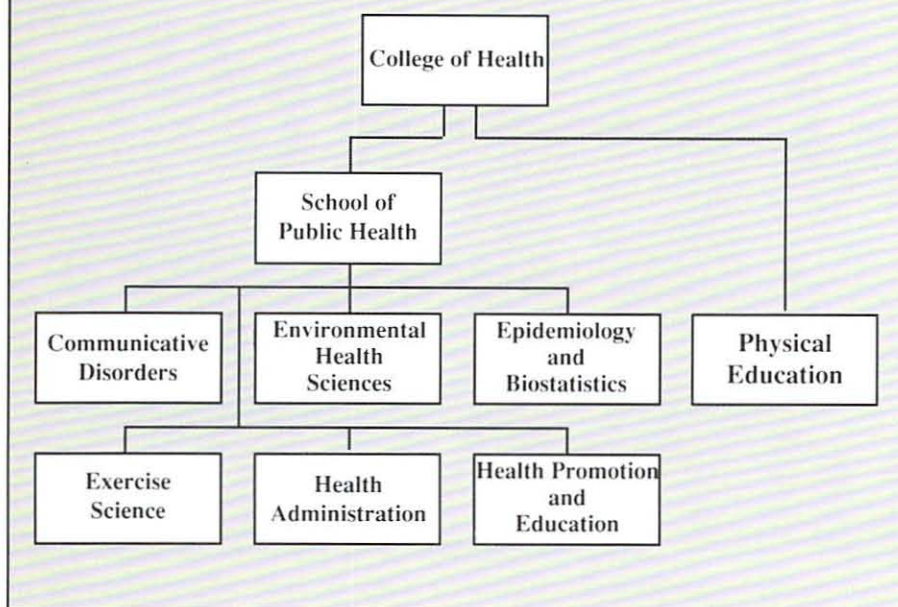 College of Health
School of
Public Health
Communicative
Disorders
Environmental
Health
Sciences
Epidemiology
and
Biostatistics
Physical
Education
Exercise
Science
Health
Administration
Health Promotion
and
Education